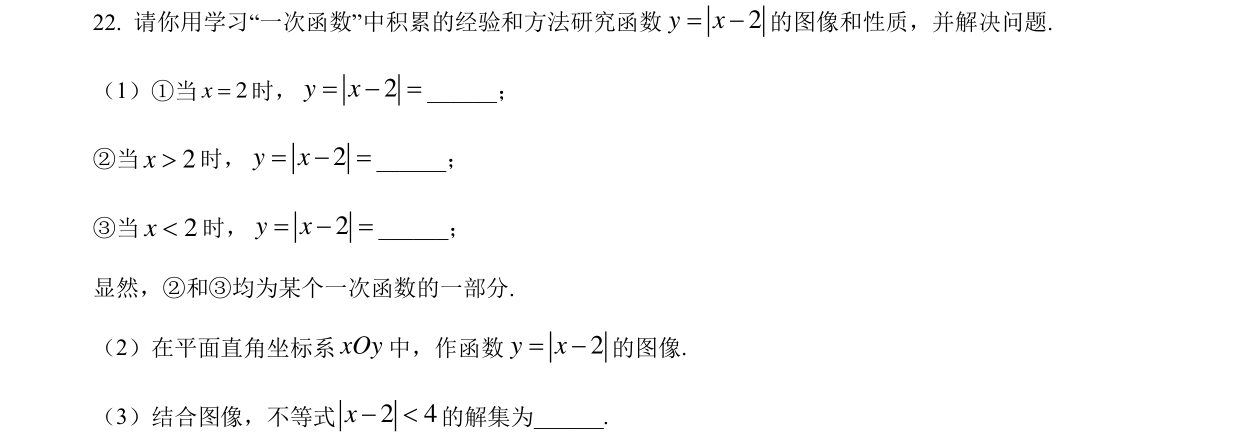 22. 请你用学习“一次函数”中积累的经验和方法研究函数 y=|x−2| 的图像和性质，并解决问题.
（1）①当 x=2 时，y=|x−2|=______；
②当 x>2 时，y=|x−2|=______；
③当 x<2 时，y=|x−2|=______；
显然，②和③均为某个一次函数的一部分.
（2）在平面直角坐标系 xOy 中，作函数 y=|x−2| 的图像.
（3）结合图像，不等式 |x−2|<4 的解集为______.